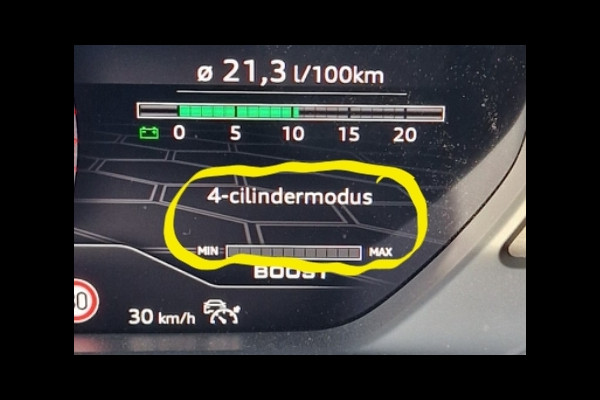 ø 21,3 l/100km
0 5 10 15 20
4-cilindermodus
MIN MAX
BOOST
30 km/h